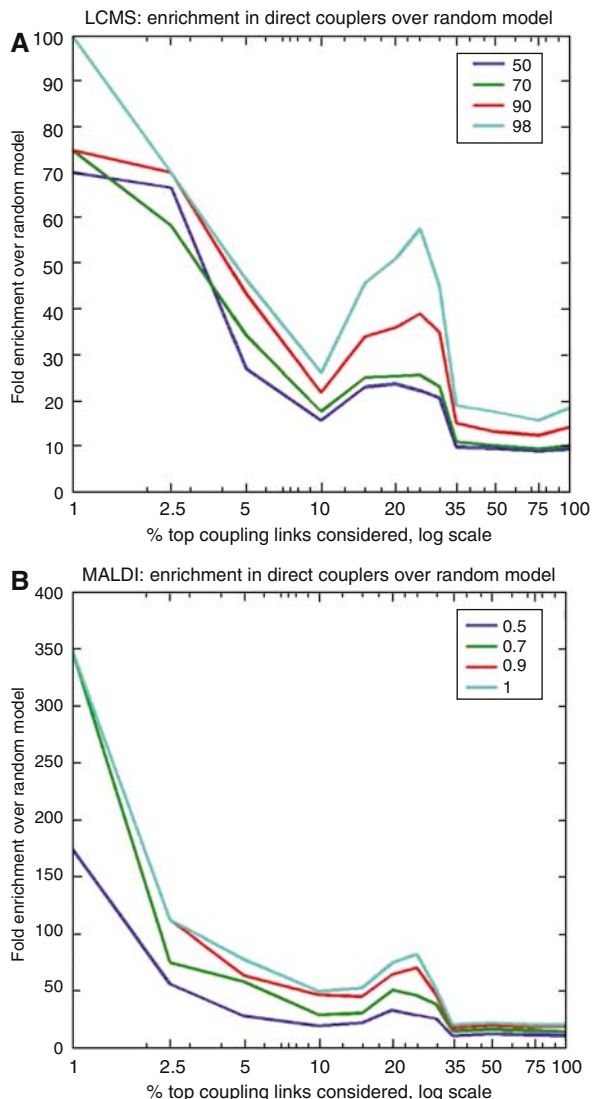 LCMS: enrichment in direct couplers over random model
A
100
90
80
70
60
50
40
30
20
10
0
Fold enrichment over random model
50
70
90
98
1 2.5 5 10 20 35 50 75 100
% top coupling links considered, log scale
B
MALDI: enrichment in direct couplers over random model
400
350
300
250
200
150
100
50
0
Fold enrichment over random model
0.5
0.7
0.9
1
1 2.5 5 10 20 35 50 75 100
% top coupling links considered, log scale